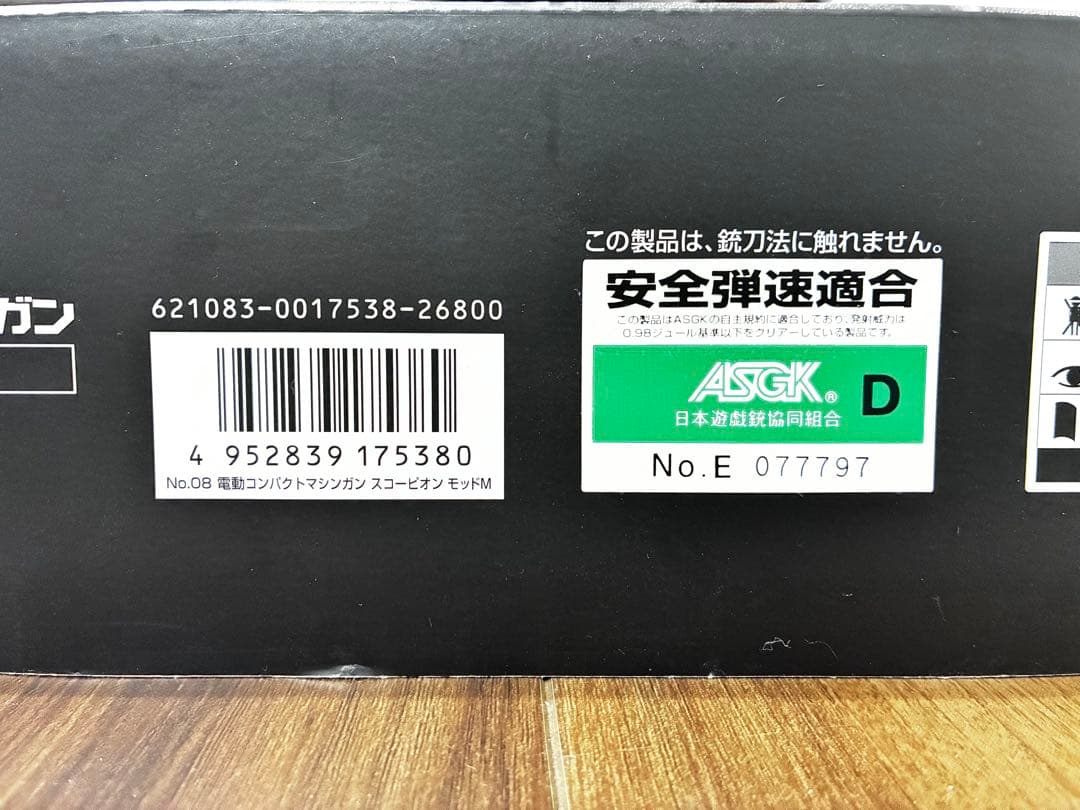 ガン
621083-0017538-26800
4 952839 175380
No.08 電動コンパクトマシンガン スコーピオン モッドM
この製品は、銃刀法に触れません。
安全弾速適合
この製品はASGKの自主規約に適合しており、発射威力は
0.98ジュール基準以下をクリアーしている製品です。
ASGK® D
日本遊戯銃協同組合
No.E 077797